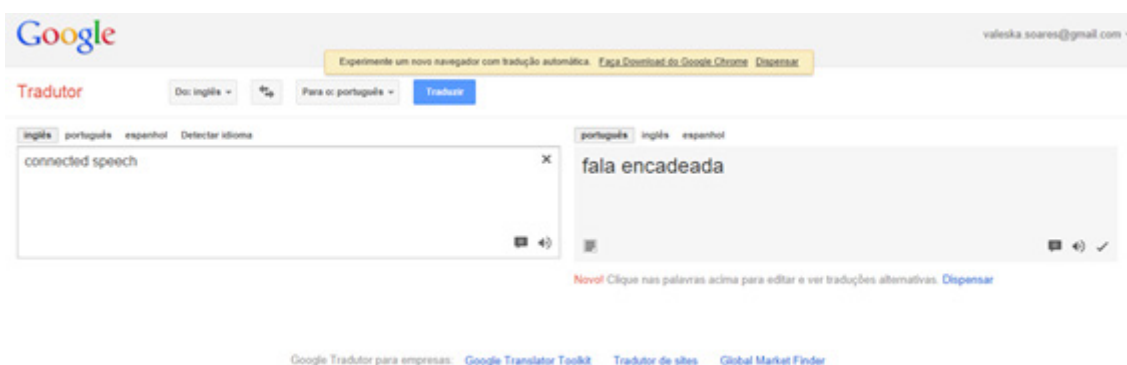 Google
valeska.soares@gmail.com
Experimente um novo navegador com tradução automática. Faça Download do Google Chrome Dispensar
Tradutor Do: inglês Para o: português Traduzir
inglês português espanhol Detectar idioma
português inglês espanhol
connected speech
fala encadeada
Novo! Clique nas palavras acima para editar e ver traduções alternativas. Dispensar
Google Tradutor para empresas: Google Translator Toolkit Tradutor de sites Global Market Finder